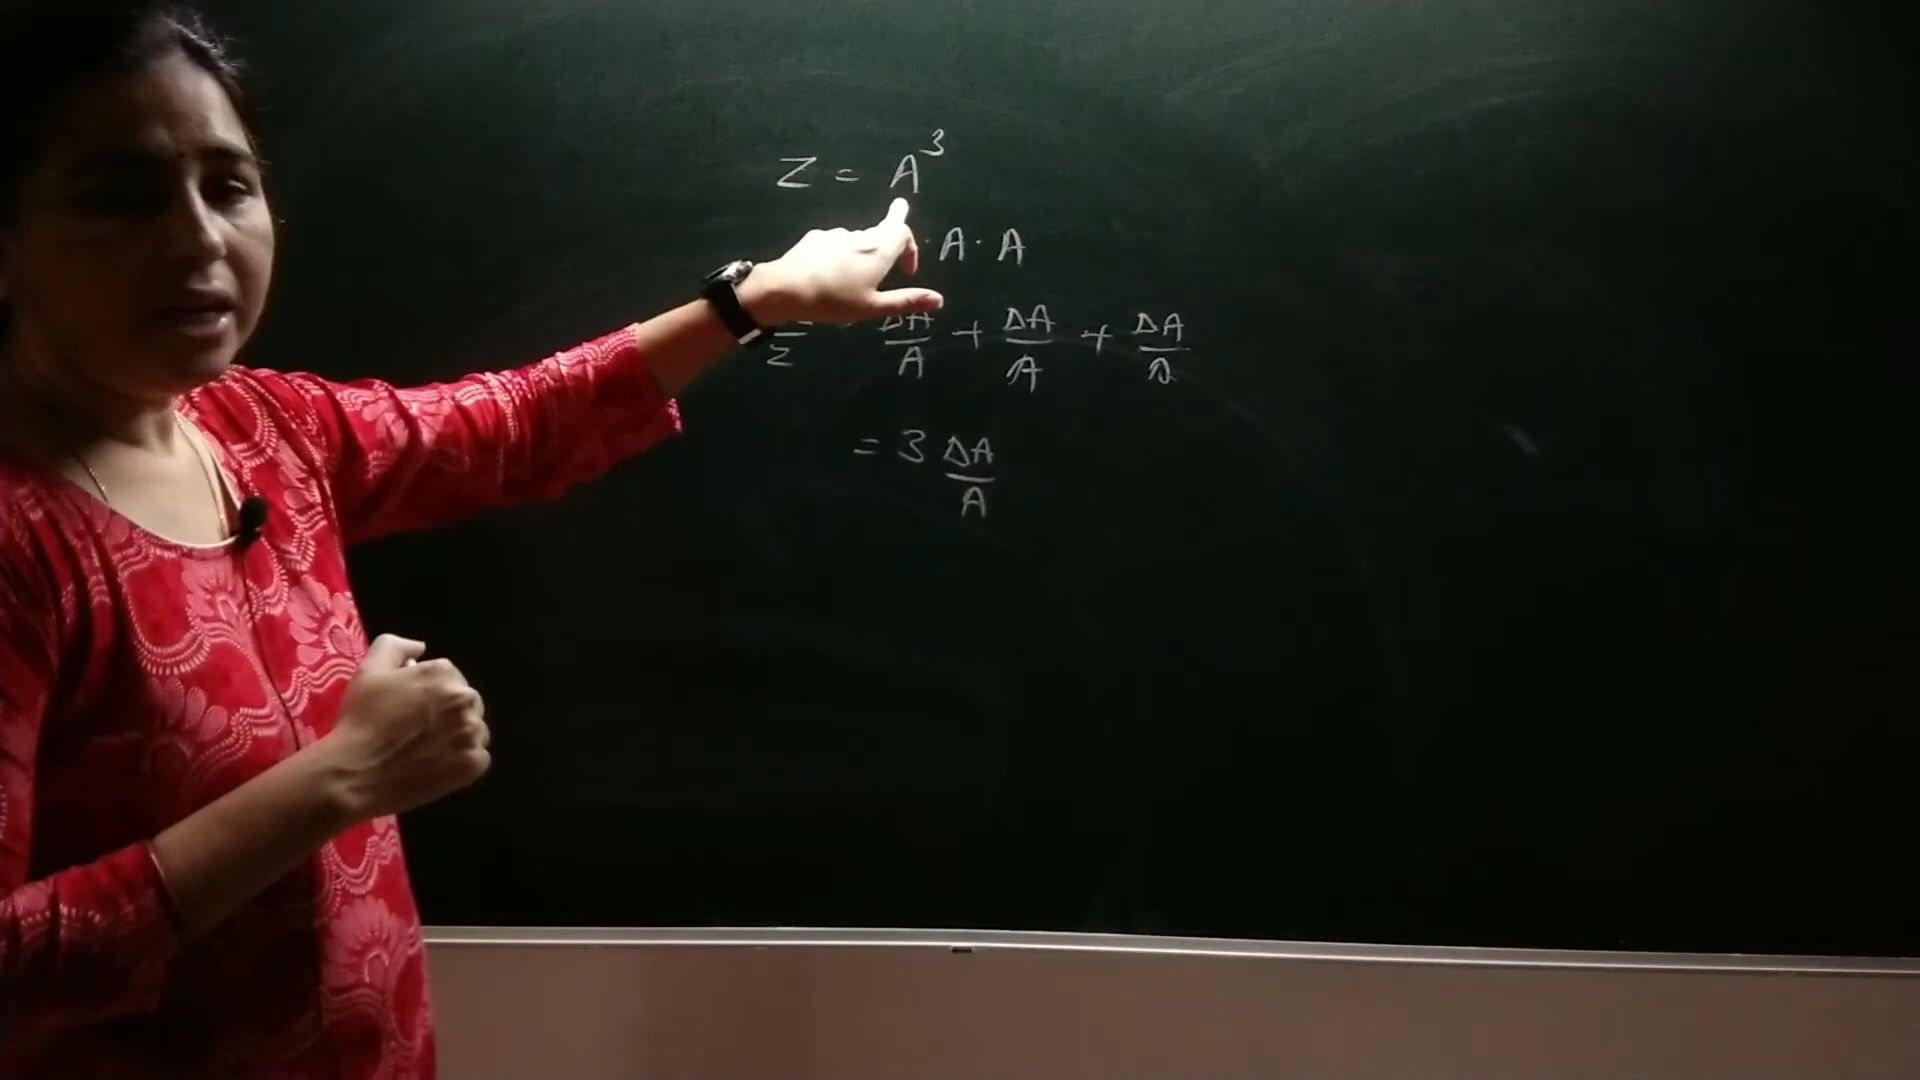 Z = A³
· A · A
Z ΔA/A + ΔA/A + ΔA/A
= 3 ΔA/A